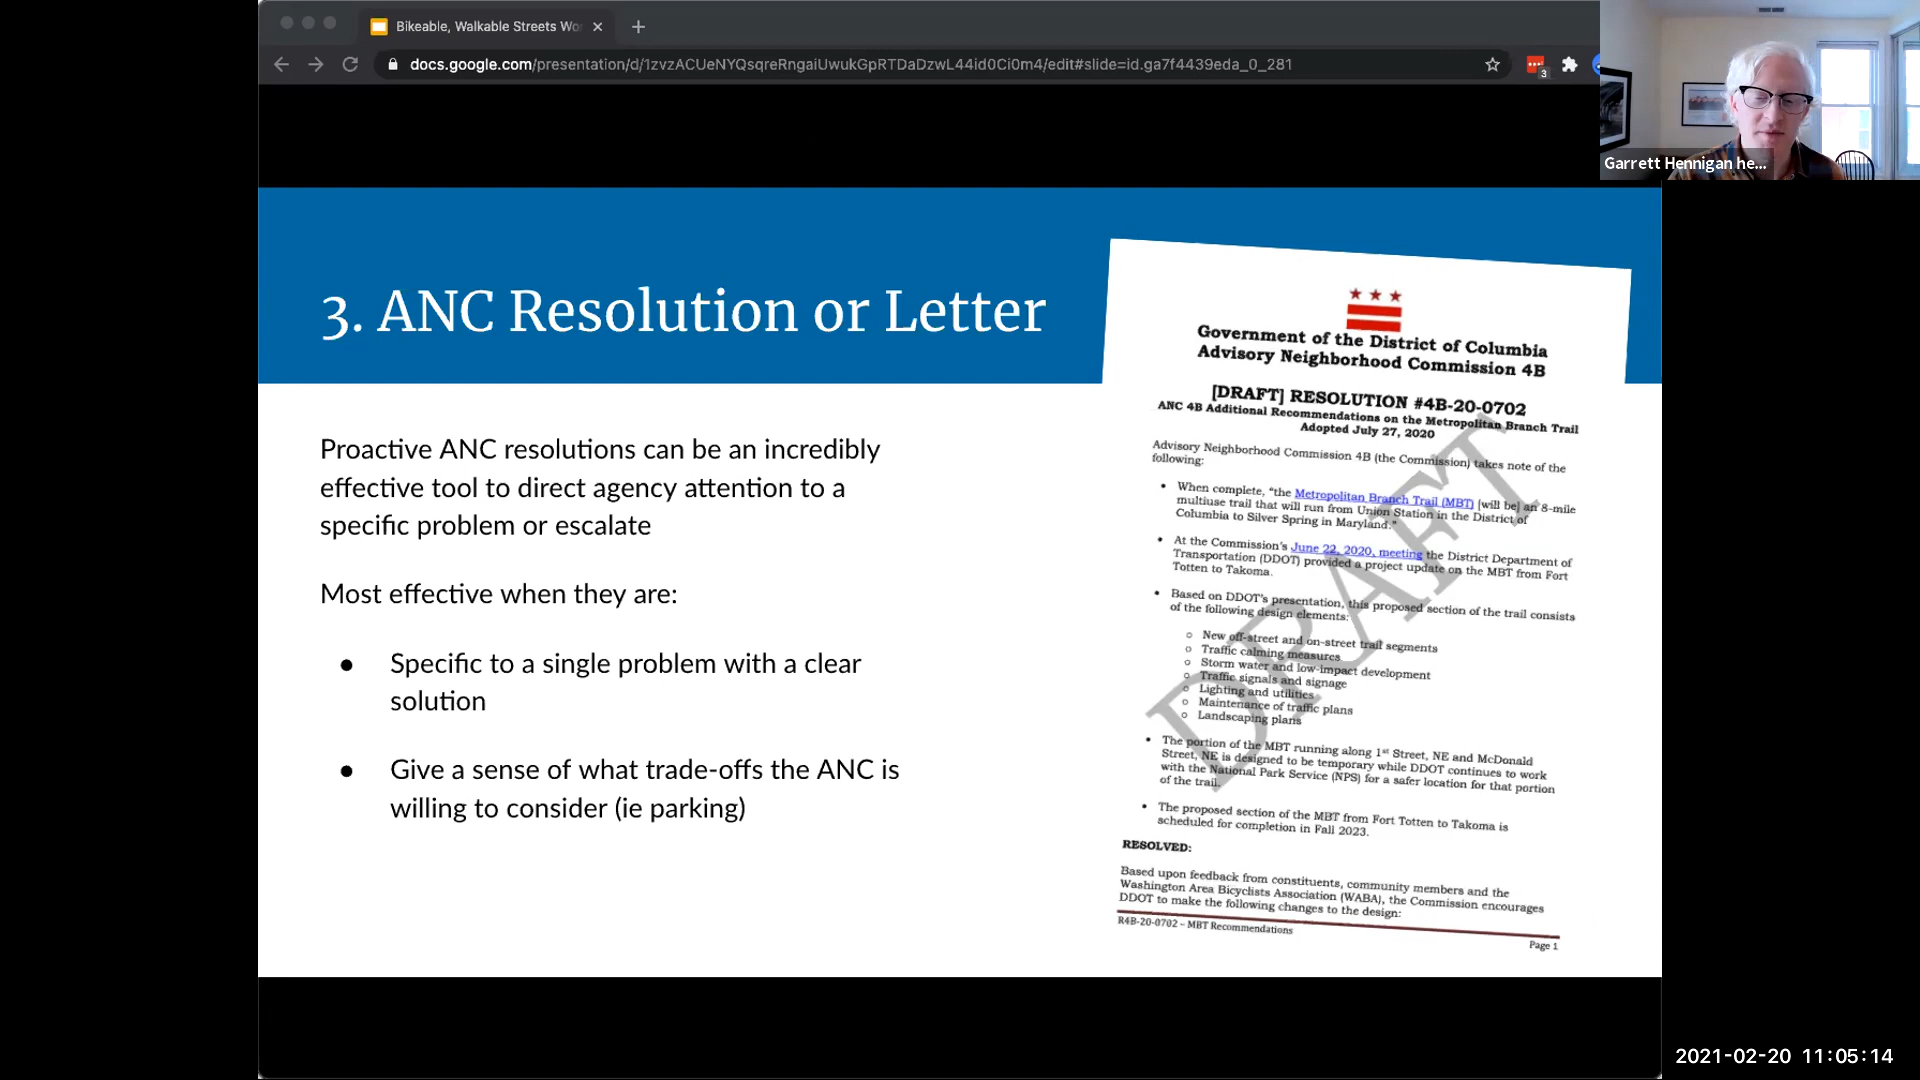 Bikeable, Walkable Streets Wo
docs.google.com/presentation/d/1zvzACUeNYQsqreRngaiUwukGpRTDaDzwL44id0Ci0m4/edit#slide=id.ga7f4439eda_0_281
3
Garrett Hennigan he...
3. ANC Resolution or Letter
Proactive ANC resolutions can be an incredibly
effective tool to direct agency attention to a
specific problem or escalate
Most effective when they are:
● Specific to a single problem with a clear
solution
● Give a sense of what trade-offs the ANC is
willing to consider (ie parking)
Government of the District of Columbia
Advisory Neighborhood Commission 4B
[DRAFT] RESOLUTION #4B-20-0702
ANC 4B Additional Recommendations on the Metropolitan Branch Trail
Adopted July 27, 2020
Advisory Neighborhood Commission 4B (the Commission) takes note of the
following:
• When complete, "the Metropolitan Branch Trail (MBT) [will be] an 8-mile
multiuse trail that will run from Union Station in the District of
Columbia to Silver Spring in Maryland."
• At the Commission's June 22, 2020, meeting the District Department of
Transportation (DDOT) provided a project update on the MBT from Fort
Totten to Takoma.
• Based on DDOT's presentation, this proposed section of the trail consists
of the following design elements:
o New off-street and on-street trail segments
o Traffic calming measures
o Storm water and low-impact development
o Traffic signals and signage
o Lighting and utilities
o Maintenance of traffic plans
o Landscaping plans
• The portion of the MBT running along 1st Street, NE and McDonald
Street, NE is designed to be temporary while DDOT continues to work
with the National Park Service (NPS) for a safer location for that portion
of the trail.
• The proposed section of the MBT from Fort Totten to Takoma is
scheduled for completion in Fall 2023.
RESOLVED:
Based upon feedback from constituents, community members and the
Washington Area Bicyclists Association (WABA), the Commission encourages
DDOT to make the following changes to the design:
R4B-20-0702 – MBT Recommendations
Page 1
DRAFT
2021-02-20 11:05:14